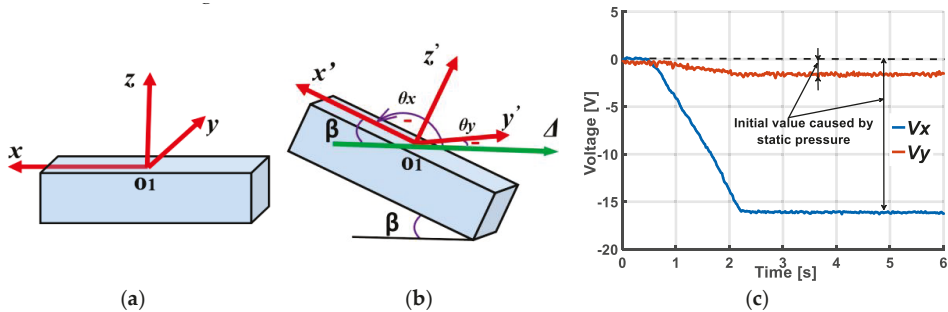 z
y
x
o1
(a)
z'
x'
θx
-
θy
y'
-
Δ
β
o1
β
(b)
0
-5
-10
-15
-20
Voltage [V]
Initial value caused by
static pressure
Vx
Vy
0
1
2
3
4
5
6
Time [s]
(c)